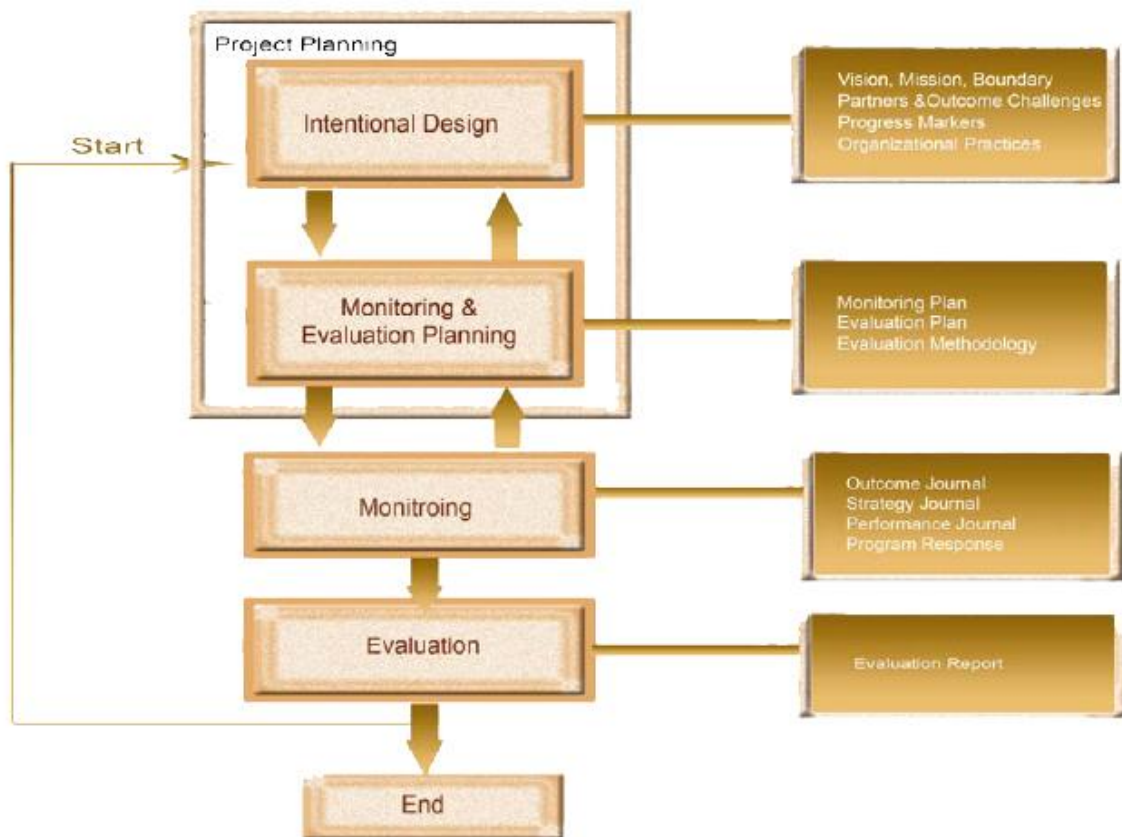 Project Planning
Intentional Design
Vision, Mission, Boundary
Partners &Outcome Challenges
Progress Markers
Organizational Practices
Start
Monitoring &
Evaluation Planning
Monitoring Plan
Evaluation Plan
Evaluation Methodology
Monitroing
Outcome Journal
Strategy Journal
Performance Journal
Program Response
Evaluation
Evaluation Report
End